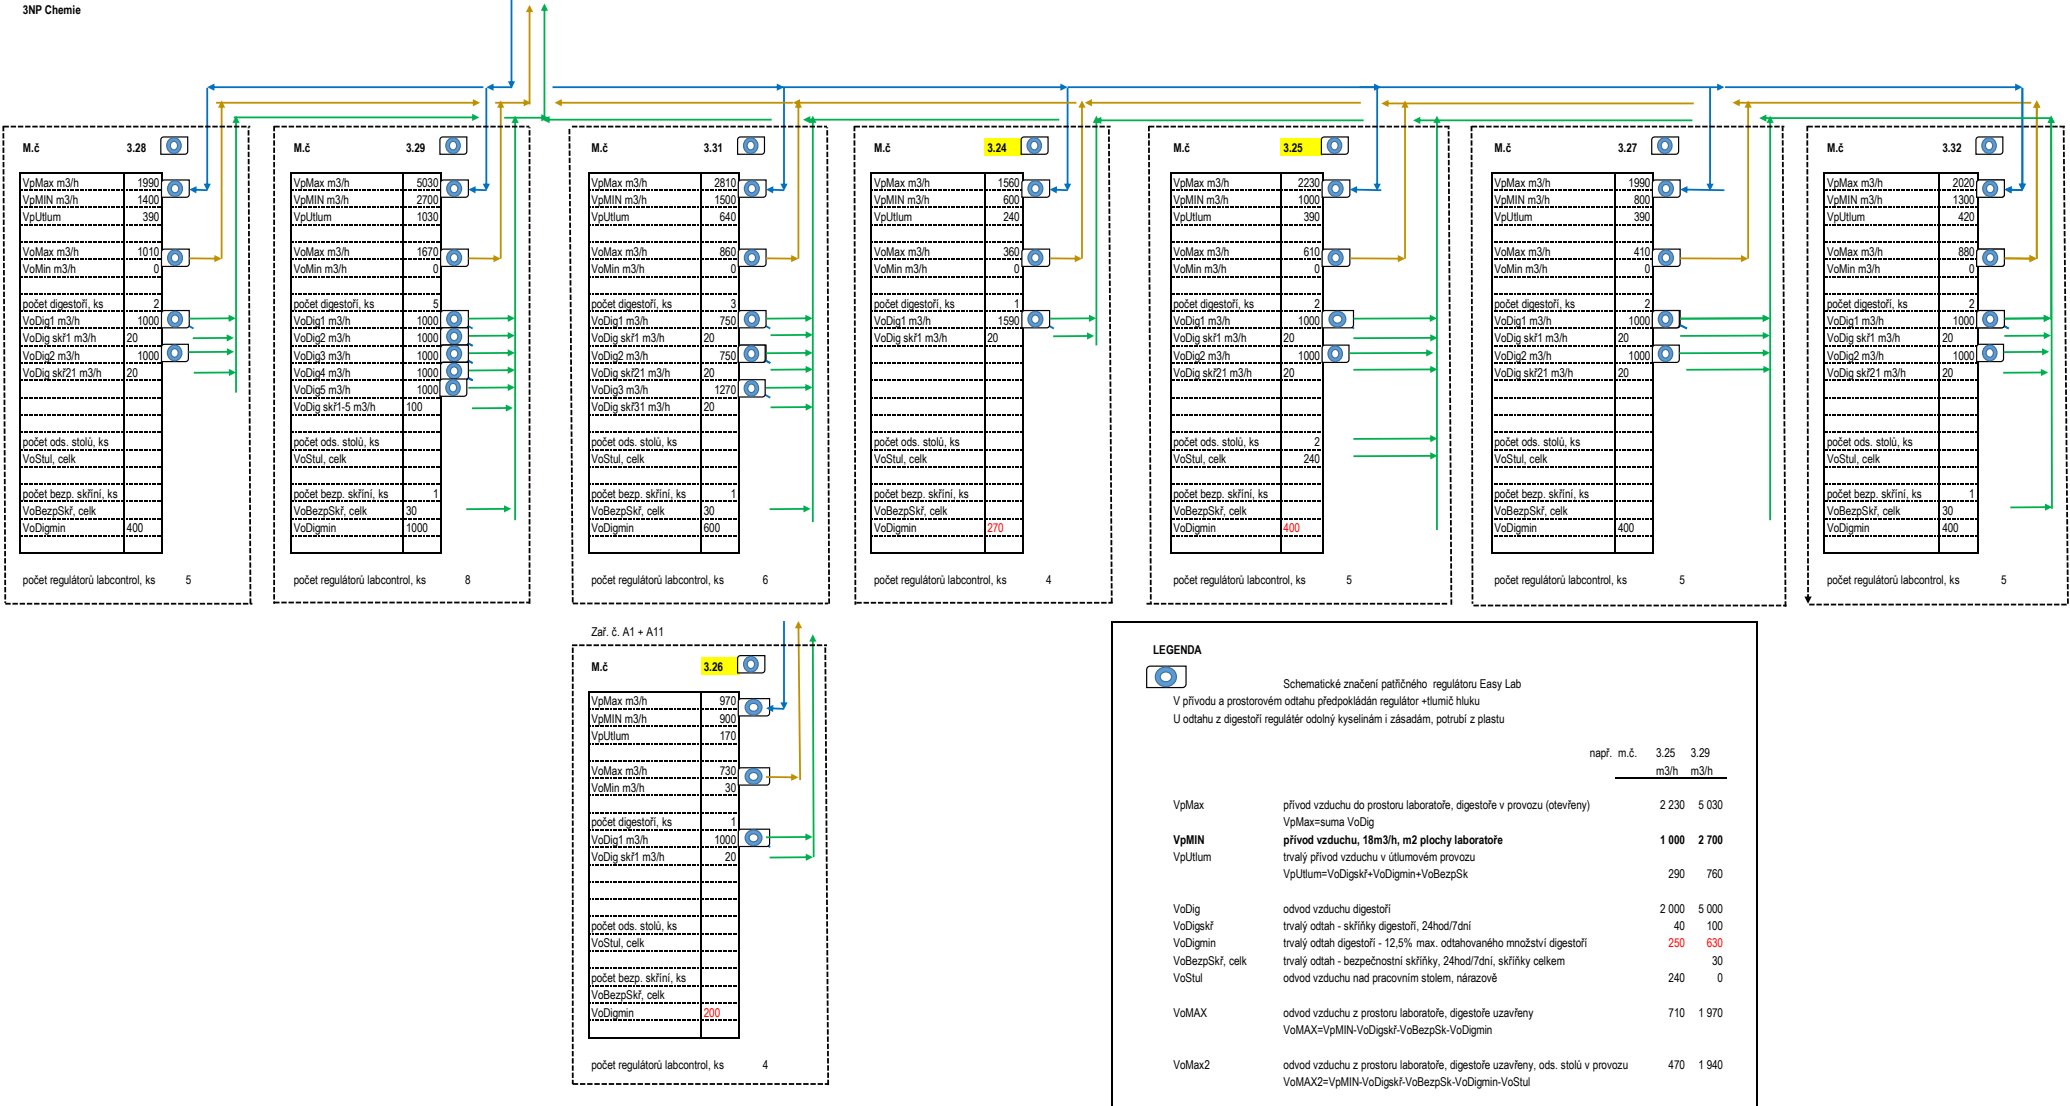 3NP Chemie
M.č 3.28
VpMax m3/h 1990
VpMIN m3/h 1400
VpUtlum 390
VoMax m3/h 1010
VoMin m3/h 0
počet digestoří, ks 2
VoDig1 m3/h 1000
VoDig skř1 m3/h 20
VoDig2 m3/h 1000
VoDig skř21 m3/h 20
počet ods. stolů, ks
VoStul, celk
počet bezp. skříní, ks
VoBezpSkř, celk
VoDigmin 400
počet regulátorů labcontrol, ks 5
M.č 3.29
VpMax m3/h 5030
VpMIN m3/h 2700
VpUtlum 1030
VoMax m3/h 1670
VoMin m3/h 0
počet digestoří, ks 5
VoDig1 m3/h 1000
VoDig2 m3/h 1000
VoDig3 m3/h 1000
VoDig4 m3/h 1000
VoDig5 m3/h 1000
VoDig skř1-5 m3/h 100
počet ods. stolů, ks
VoStul, celk
počet bezp. skříní, ks 1
VoBezpSkř, celk 30
VoDigmin 1000
počet regulátorů labcontrol, ks 8
M.č 3.31
VpMax m3/h 2810
VpMIN m3/h 1500
VpUtlum 640
VoMax m3/h 860
VoMin m3/h 0
počet digestoří, ks 3
VoDig1 m3/h 750
VoDig skř1 m3/h 20
VoDig2 m3/h 750
VoDig skř21 m3/h 20
VoDig3 m3/h 1270
VoDig skř31 m3/h 20
počet ods. stolů, ks
VoStul, celk
počet bezp. skříní, ks 1
VoBezpSkř, celk 30
VoDigmin 600
počet regulátorů labcontrol, ks 6
M.č 3.24
VpMax m3/h 1560
VpMIN m3/h 600
VpUtlum 240
VoMax m3/h 360
VoMin m3/h 0
počet digestoří, ks 1
VoDig1 m3/h 1590
VoDig skř1 m3/h 20
počet ods. stolů, ks
VoStul, celk
počet bezp. skříní, ks
VoBezpSkř, celk
VoDigmin 270
počet regulátorů labcontrol, ks 4
M.č 3.25
VpMax m3/h 2230
VpMIN m3/h 1000
VpUtlum 390
VoMax m3/h 610
VoMin m3/h 0
počet digestoří, ks 2
VoDig1 m3/h 1000
VoDig skř1 m3/h 20
VoDig2 m3/h 1000
VoDig skř21 m3/h 20
počet ods. stolů, ks 2
VoStul, celk 240
počet bezp. skříní, ks
VoBezpSkř, celk
VoDigmin 400
počet regulátorů labcontrol, ks 5
M.č 3.27
VpMax m3/h 1990
VpMIN m3/h 800
VpUtlum 390
VoMax m3/h 410
VoMin m3/h 0
počet digestoří, ks 2
VoDig1 m3/h 1000
VoDig skř1 m3/h 20
VoDig2 m3/h 1000
VoDig skř21 m3/h 20
počet ods. stolů, ks
VoStul, celk
počet bezp. skříní, ks
VoBezpSkř, celk
VoDigmin 400
počet regulátorů labcontrol, ks 5
M.č 3.32
VpMax m3/h 2020
VpMIN m3/h 1300
VpUtlum 420
VoMax m3/h 880
VoMin m3/h 0
počet digestoří, ks 2
VoDig1 m3/h 1000
VoDig skř1 m3/h 20
VoDig2 m3/h 1000
VoDig skř21 m3/h 20
počet ods. stolů, ks
VoStul, celk
počet bezp. skříní, ks 1
VoBezpSkř, celk 30
VoDigmin 400
počet regulátorů labcontrol, ks 5
Zař. č. A1 + A11
M.č 3.26
VpMax m3/h 970
VpMIN m3/h 900
VpUtlum 170
VoMax m3/h 730
VoMin m3/h 30
počet digestoří, ks 1
VoDig1 m3/h 1000
VoDig skř1 m3/h 20
počet ods. stolů, ks
VoStul, celk
počet bezp. skříní, ks
VoBezpSkř, celk
VoDigmin 200
počet regulátorů labcontrol, ks 4
LEGENDA
Schematické značení patřičného regulátoru Easy Lab
V přívodu a prostorovém odtahu předpokládán regulátor +tlumič hluku
U odtahu z digestoří regulátér odolný kyselinám i zásadám, potrubí z plastu
např. m.č. 3.25 3.29
m3/h m3/h
VpMax přívod vzduchu do prostoru laboratoře, digestoře v provozu (otevřeny) 2 230 5 030
VpMax=suma VoDig
VpMIN přívod vzduchu, 18m3/h, m2 plochy laboratoře 1 000 2 700
VpUtlum trvalý přívod vzduchu v útlumovém provozu
VpUtlum=VoDigskř+VoDigmin+VoBezpSk 290 760
VoDig odvod vzduchu digestoří 2 000 5 000
VoDigskř trvalý odtah - skříňky digestoří, 24hod/7dní 40 100
VoDigmin trvalý odtah digestoří - 12,5% max. odtahovaného množství digestoří 250 630
VoBezpSkř, celk trvalý odtah - bezpečnostní skříňky, 24hod/7dní, skříňky celkem 30
VoStul odvod vzduchu nad pracovním stolem, nárazově 240 0
VoMAX odvod vzduchu z prostoru laboratoře, digestoře uzavřeny 710 1 970
VoMAX=VpMIN-VoDigskř-VoBezpSk-VoDigmin
VoMax2 odvod vzduchu z prostoru laboratoře, digestoře uzavřeny, ods. stolů v provozu 470 1 940
VoMAX2=VpMIN-VoDigskř-VoBezpSk-VoDigmin-VoStul